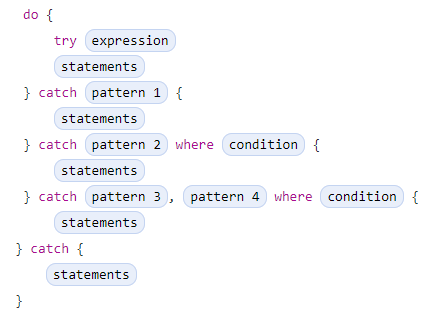 do {
try expression
statements
} catch pattern 1 {
statements
} catch pattern 2 where condition {
statements
} catch pattern 3, pattern 4 where condition {
statements
} catch {
statements
}